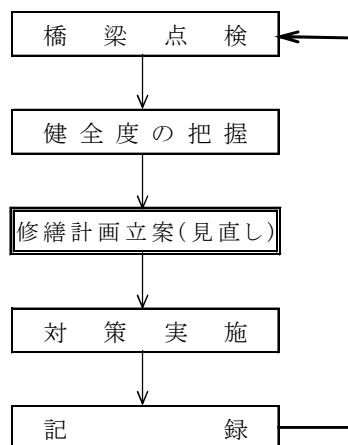 橋梁点検
健全度の把握
修繕計画立案(見直し)
対策実施
記録